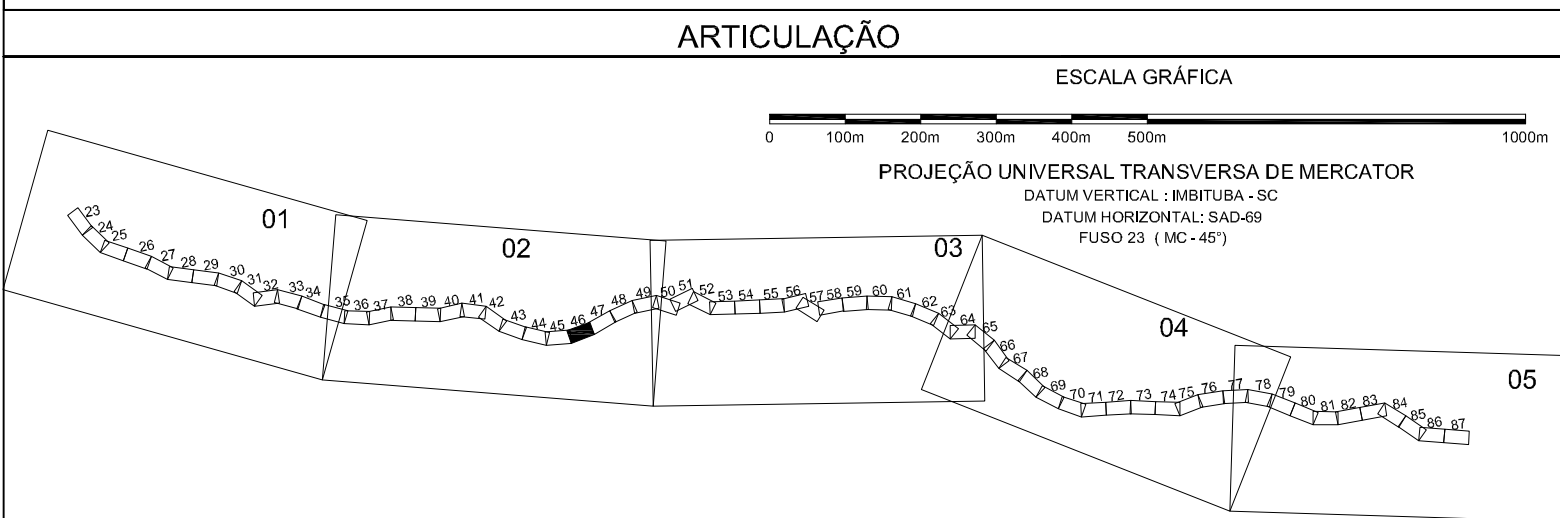 ARTICULAÇÃO
ESCALA GRÁFICA
0 100m 200m 300m 400m 500m 1000m
PROJEÇÃO UNIVERSAL TRANSVERSA DE MERCATOR
DATUM VERTICAL : IMBITUBA - SC
DATUM HORIZONTAL: SAD-69
FUSO 23 ( MC - 45°)
01
02
03
04
05
23 24 25 26 27 28 29 30 31 32 33 34 35 36 37 38 39 40 41 42 43 44 45 46 47 48 49 50 51 52 53 54 55 56 57 58 59 60 61 62 63 64 65 66 67 68 69 70 71 72 73 74 75 76 77 78 79 80 81 82 83 84 85 86 87